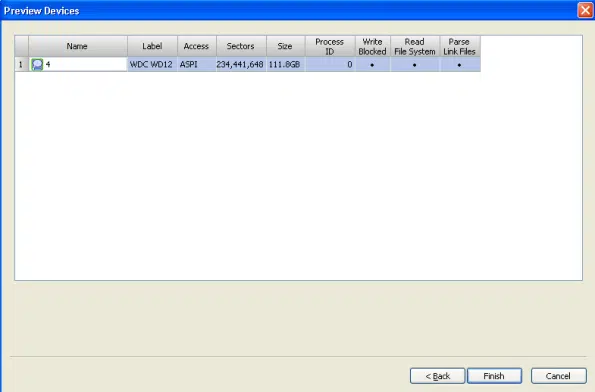 Preview Devices
Name Label Access Sectors Size Process ID Write Blocked Read File System Parse Link Files
1 4 WDC WD12 ASPI 234,441,648 111.8GB 0 • • •
< Back Finish Cancel